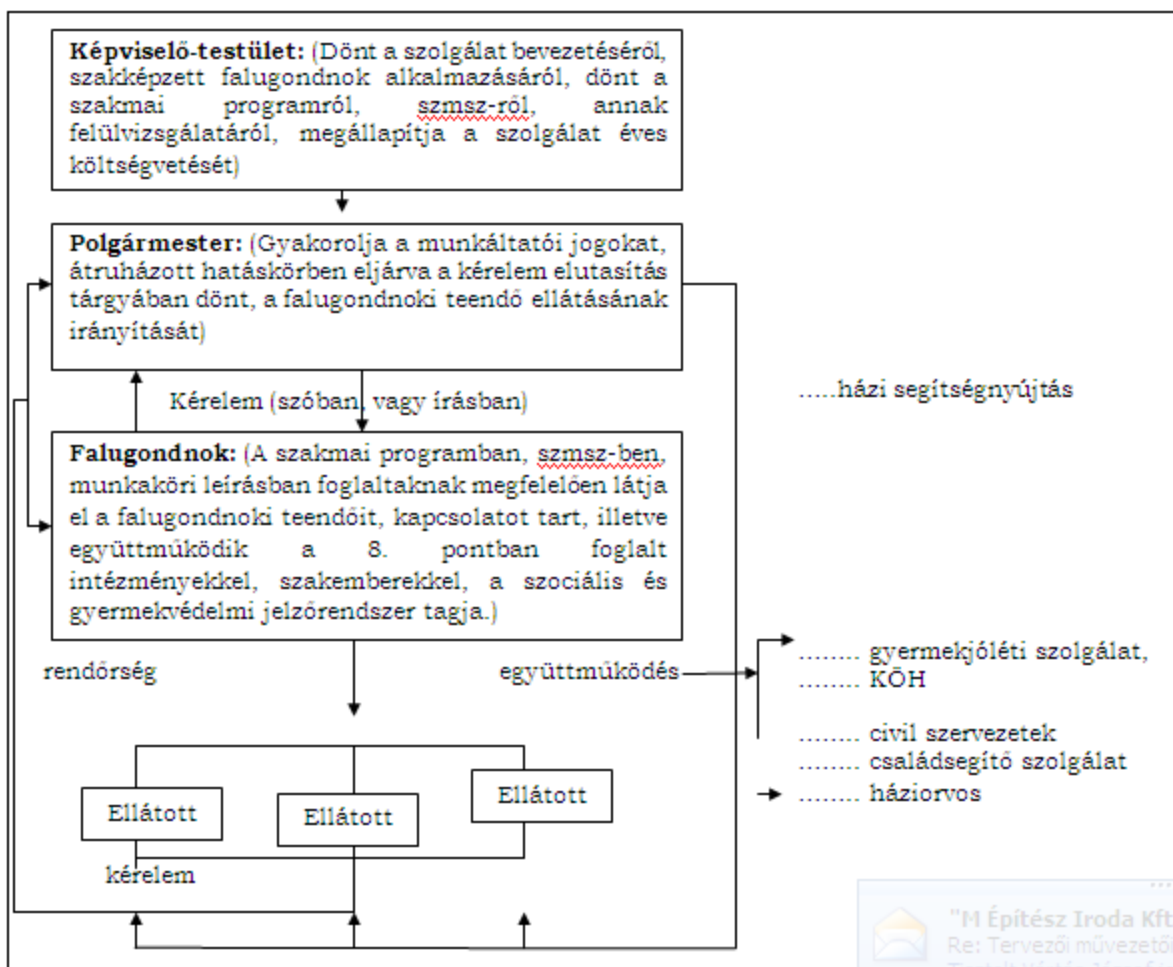 Képviselő-testület: (Dönt a szolgálat bevezetéséről,
szakképzett falugondnok alkalmazásáról, dönt a
szakmai programról, szmsz-ről, annak
felülvizsgálatáról, megállapítja a szolgálat éves
költségvetését)
Polgármester: (Gyakorolja a munkáltatói jogokat,
átruházott hatáskörben eljárva a kérelem elutasítás
tárgyában dönt, a falugondnoki teendő ellátásának
irányítását)
Kérelem (szóban, vagy írásban)
.....házi segítségnyújtás
Falugondnok: (A szakmai programban, szmsz-ben,
munkaköri leírásban foglaltaknak megfelelően látja
el a falugondnoki teendőit, kapcsolatot tart, illetve
együttműködik a 8. pontban foglalt
intézményekkel, szakemberekkel, a szociális és
gyermekvédelmi jelzőrendszer tagja.)
rendőrség
együttműködés
........ gyermekjóléti szolgálat,
........ KÖH
........ civil szervezetek
........ családsegítő szolgálat
........ háziorvos
Ellátott
Ellátott
Ellátott
kérelem
"M Építész Iroda Kft
Re: Tervezői művezetői